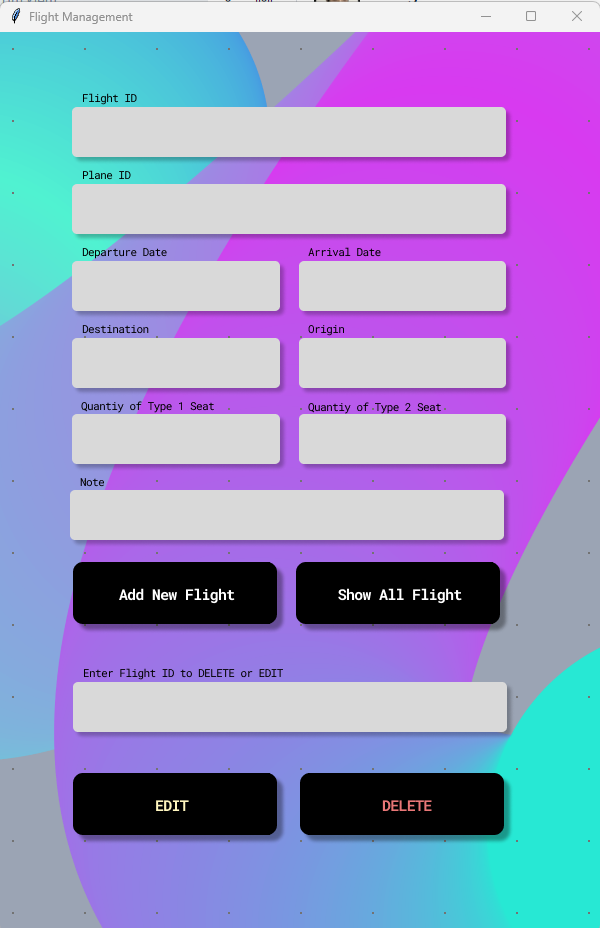 Flight Management
Flight ID
Plane ID
Departure Date
Arrival Date
Destination
Origin
Quantiy of Type 1 Seat
Quantiy of Type 2 Seat
Note
Add New Flight
Show All Flight
Enter Flight ID to DELETE or EDIT
EDIT
DELETE